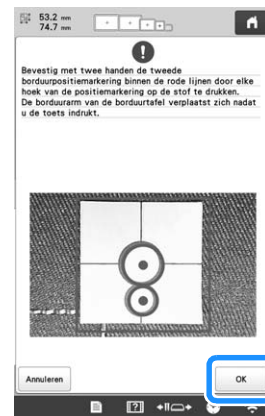 53.2 mm
74.7 mm
Bevestig met twee handen de tweede
borduurpositiemarkering binnen de rode lijnen door elke
hoek van de positiemarkering op de stof te drukken.
De borduurarm van de borduurtafel verplaatst zich nadat
u de toets indrukt.
Annuleren
OK